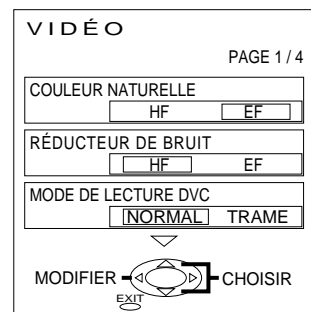 VIDÉO
PAGE 1 / 4
COULEUR NATURELLE
HF EF
RÉDUCTEUR DE BRUIT
HF EF
MODE DE LECTURE DVC
NORMAL TRAME
MODIFIER CHOISIR
EXIT